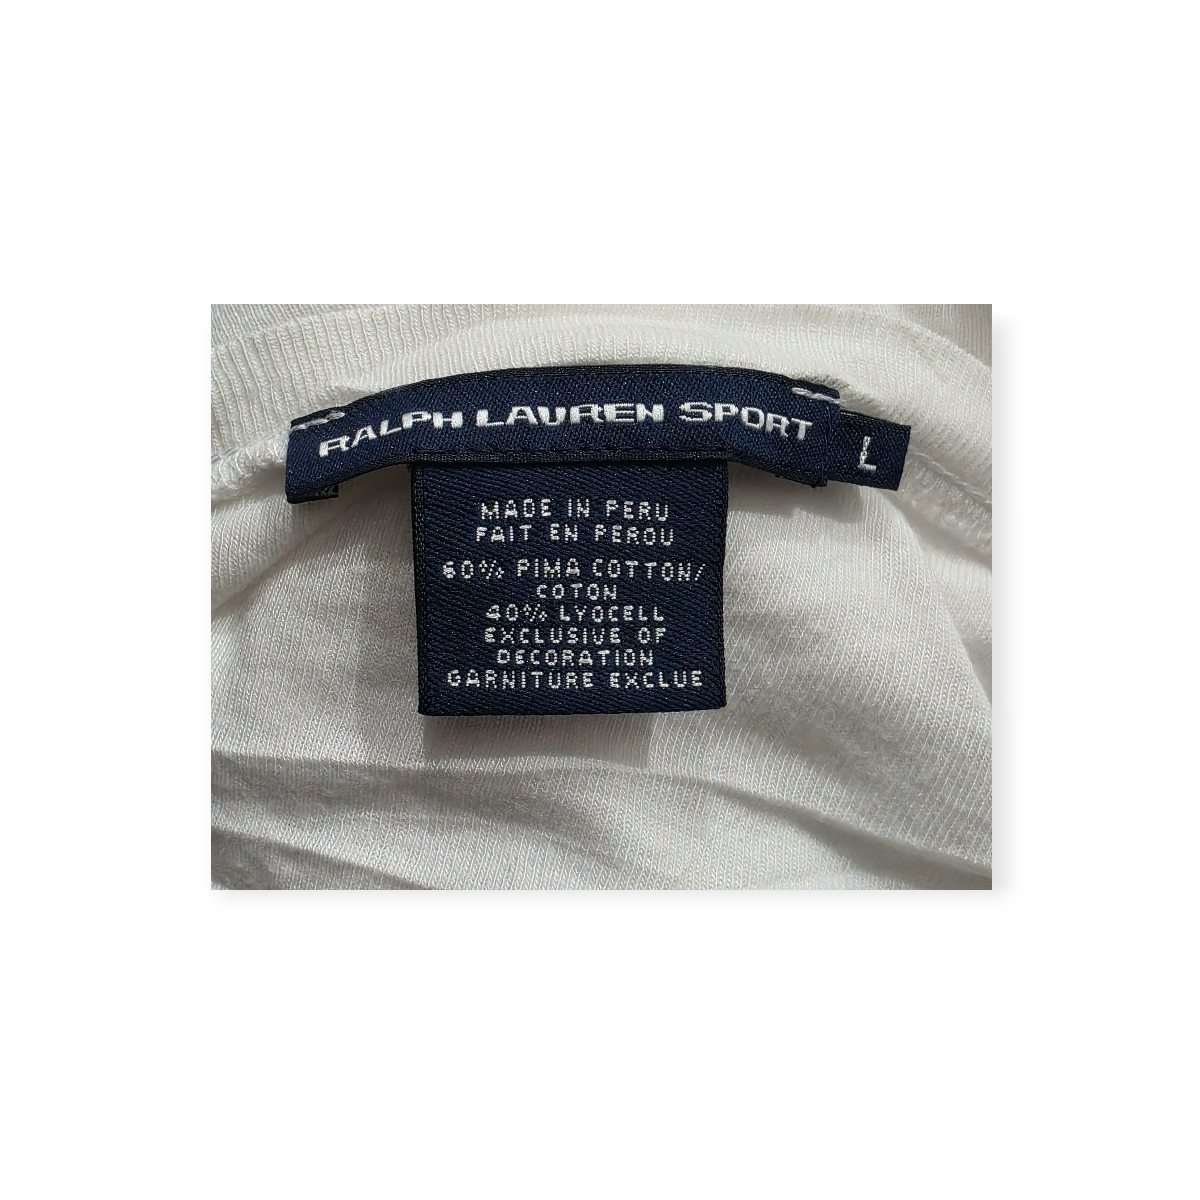 RALPH LAUREN SPORT
L
MADE IN PERU
FAIT EN PEROU
60% PIMA COTTON/
COTON
40% LYOCELL
EXCLUSIVE OF
DECORATION
GARNITURE EXCLUE